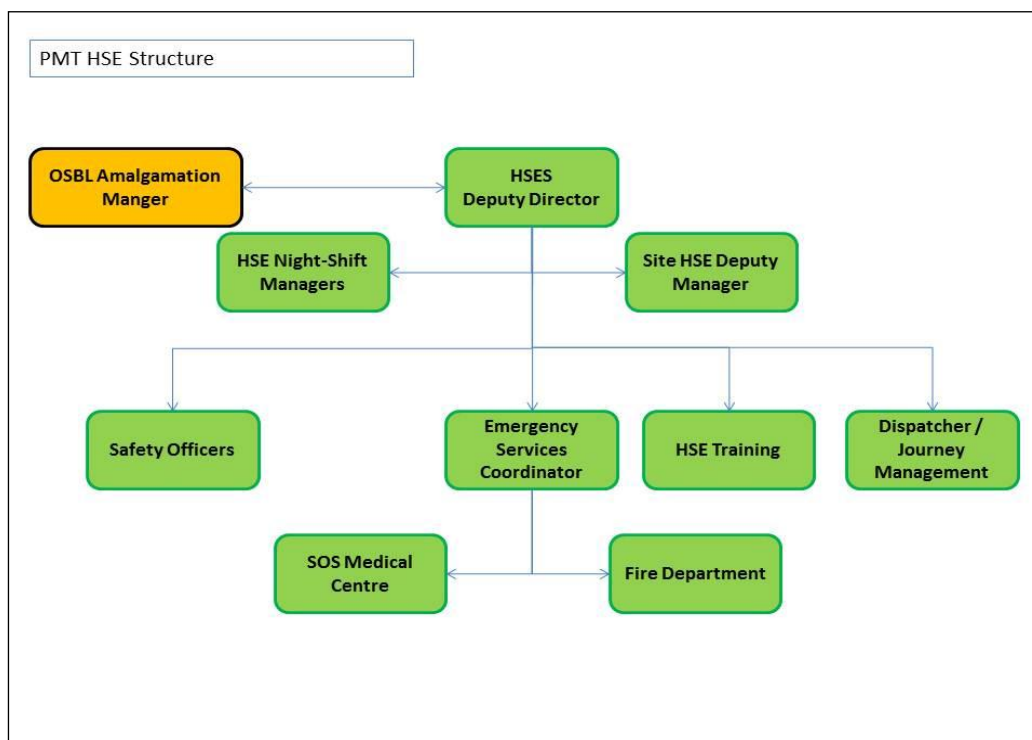 PMT HSE Structure
OSBL Amalgamation
Manger
HSES
Deputy Director
HSE Night-Shift
Managers
Site HSE Deputy
Manager
Safety Officers
Emergency
Services
Coordinator
HSE Training
Dispatcher /
Journey
Management
SOS Medical
Centre
Fire Department